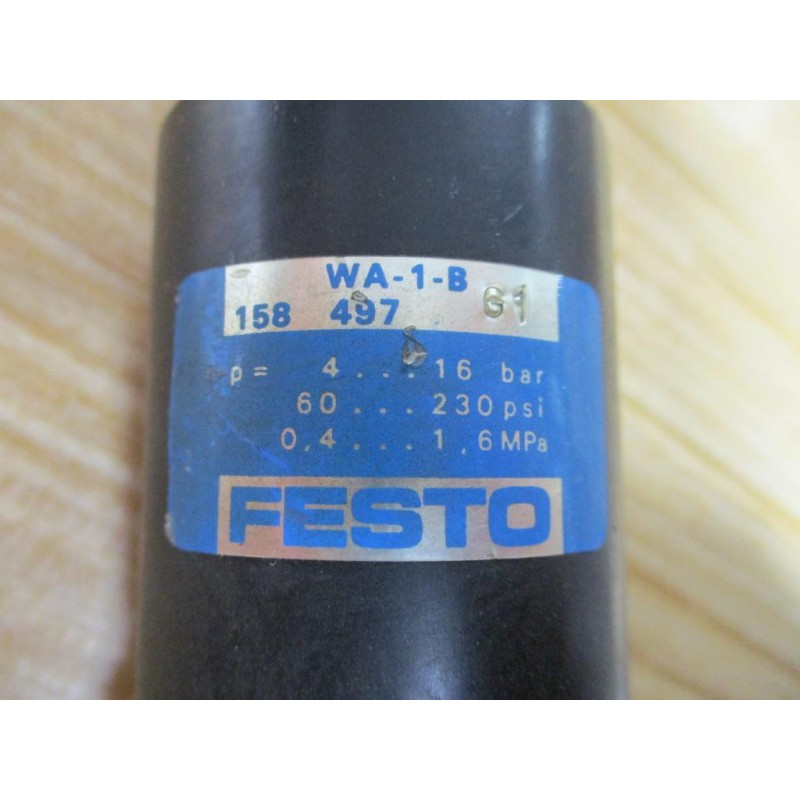 WA-1-B
158 497 G1
p = 4 . . . 16 bar
60 . . . 230 psi
0,4 . . . 1,6 MPa
FESTO